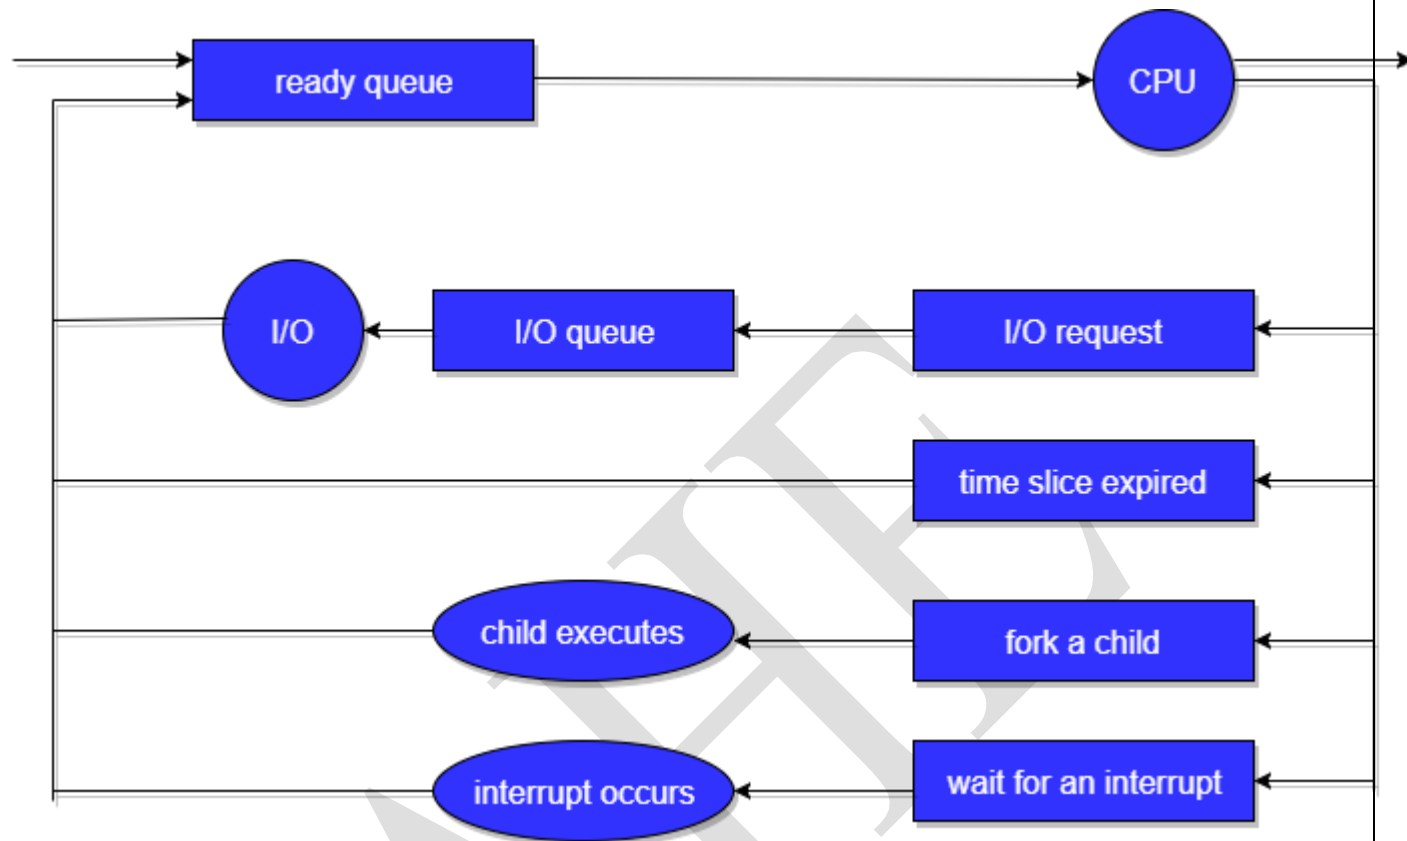 ready queue
CPU
I/O
I/O queue
I/O request
time slice expired
child executes
fork a child
interrupt occurs
wait for an interrupt